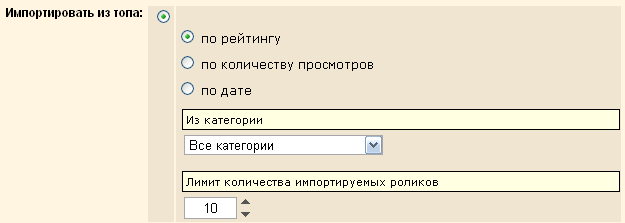 Импортировать из топа:
по рейтингу
по количеству просмотров
по дате
Из категории
Все категории
Лимит количества импортируемых роликов
10